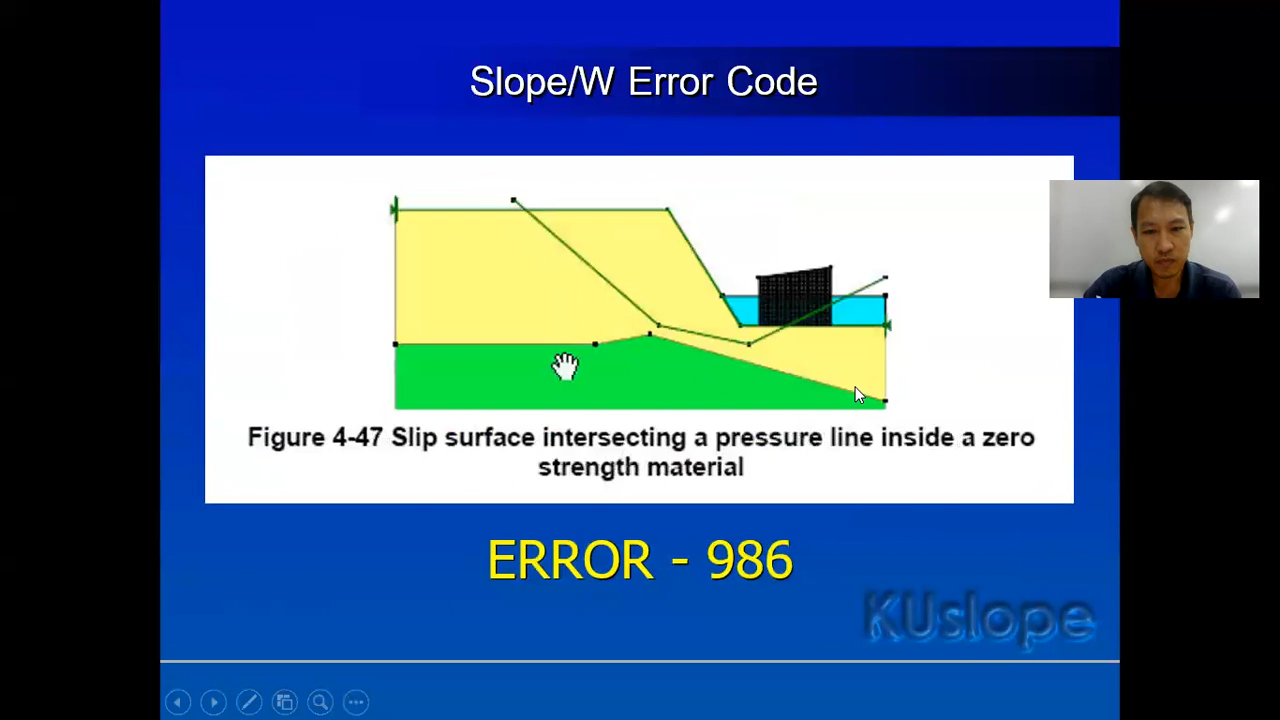 Slope/W Error Code
Figure 4-47 Slip surface intersecting a pressure line inside a zero
strength material
ERROR - 986
KUslope